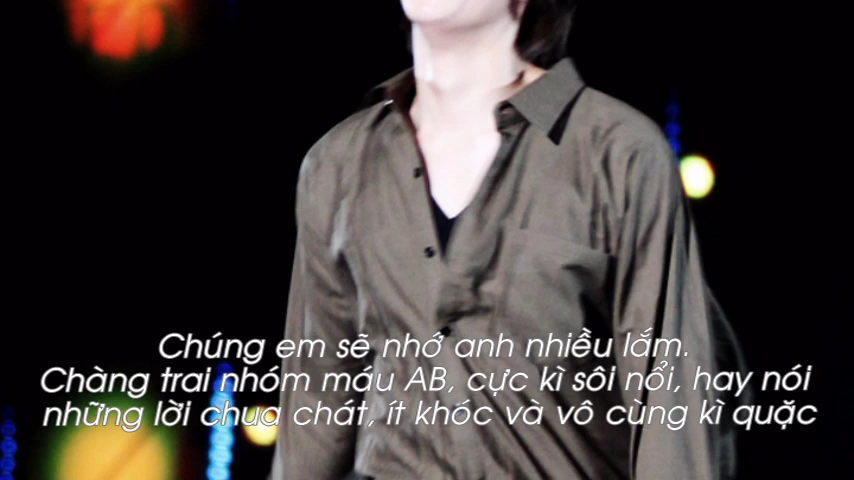 Chúng em sẽ nhớ anh nhiều lắm.
Chàng trai nhóm máu AB, cực kì sôi nổi, hay nói
những lời chua chát, ít khóc và vô cùng kì quặc